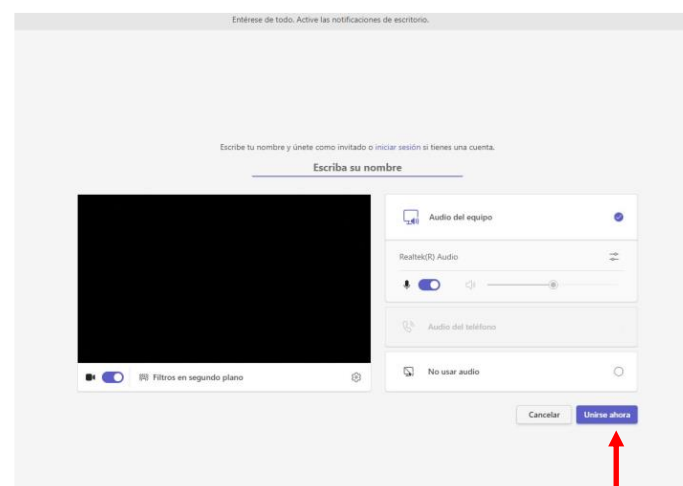 Entérese de todo. Active las notificaciones de escritorio.
Escribe tu nombre y únete como invitado o iniciar sesión si tienes una cuenta.
Escriba su nombre
Audio del equipo
Realtek(R) Audio
Audio del teléfono
Filtros en segundo plano
No usar audio
Cancelar
Unirse ahora